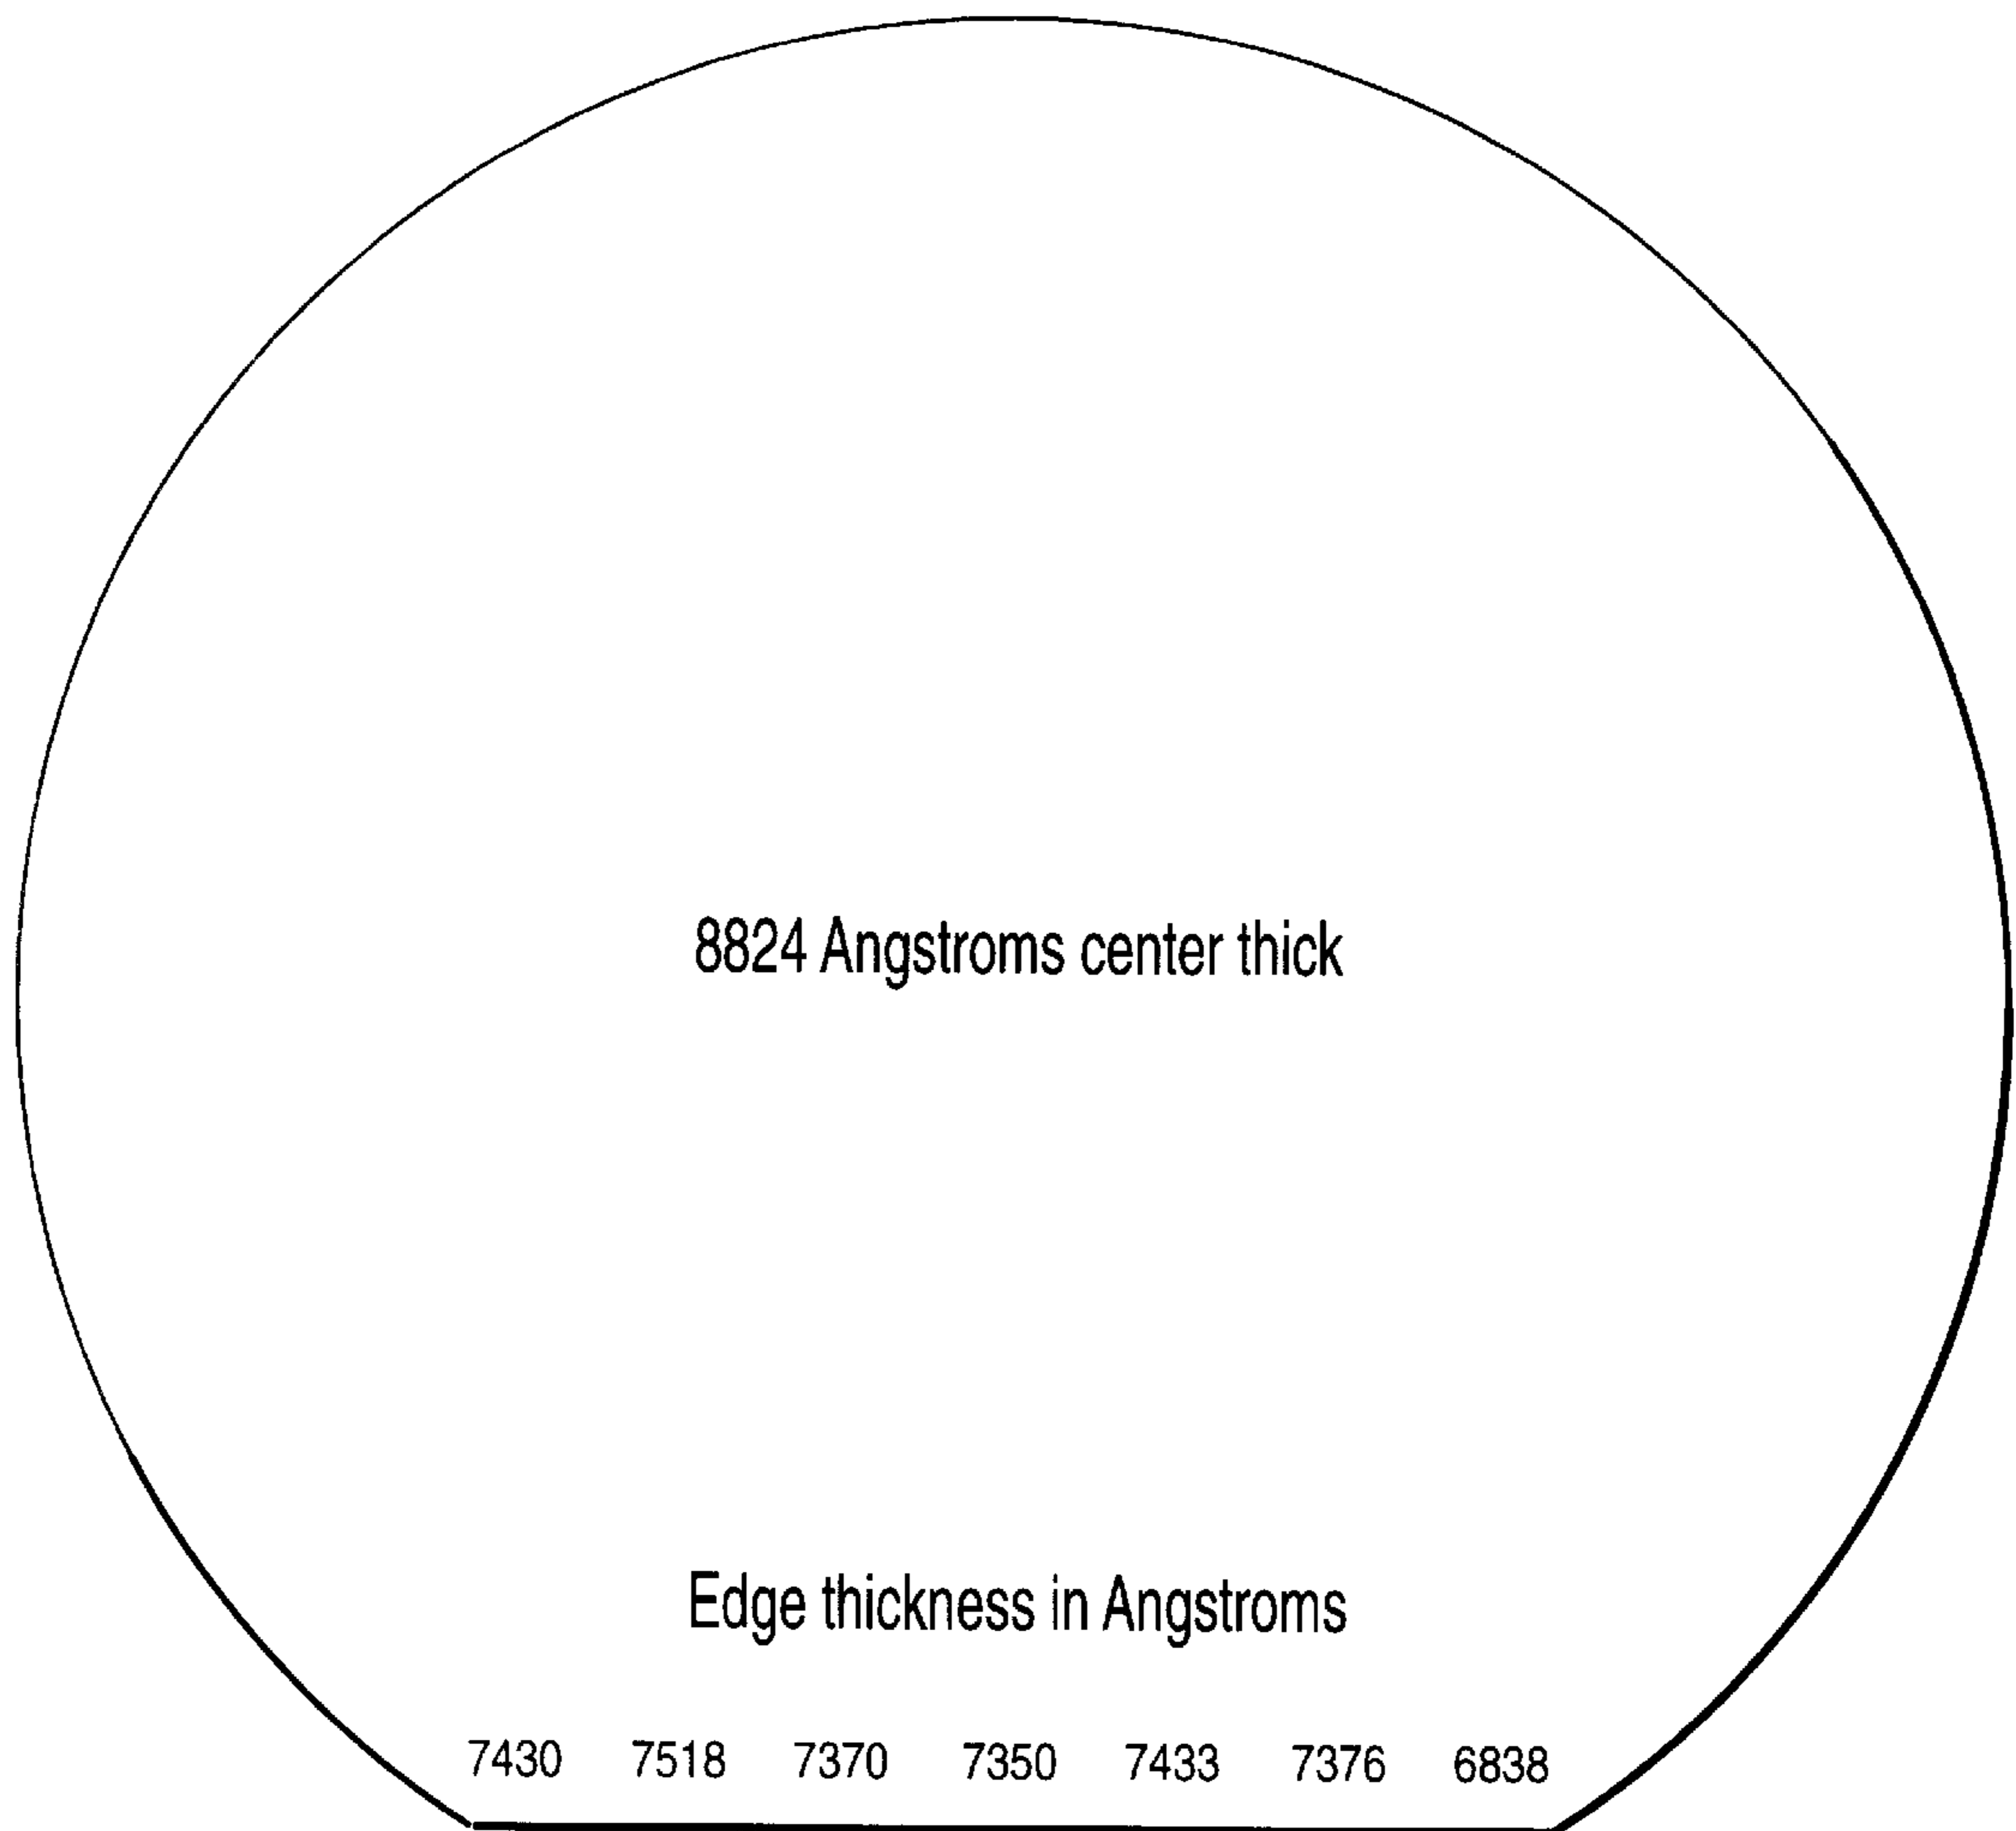 8824 Angstroms center thick
Edge thickness in Angstroms
7430 7518 7370 7350 7433 7376 6838